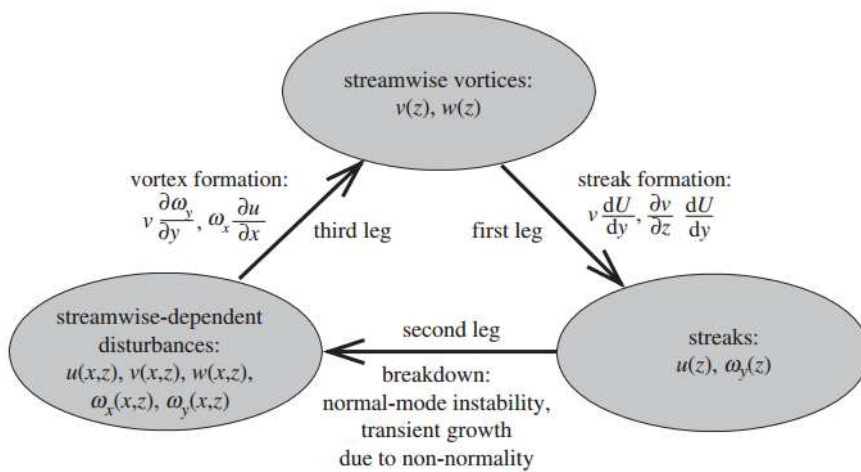 streamwise vortices:
v(z), w(z)
vortex formation:
v ∂ω_y/∂y, ω_x ∂u/∂x
third leg
first leg
streak formation:
v dU/dy, ∂v/∂z dU/dy
streamwise-dependent
disturbances:
u(x,z), v(x,z), w(x,z),
ω_x(x,z), ω_y(x,z)
second leg
breakdown:
normal-mode instability,
transient growth
due to non-normality
streaks:
u(z), ω_y(z)